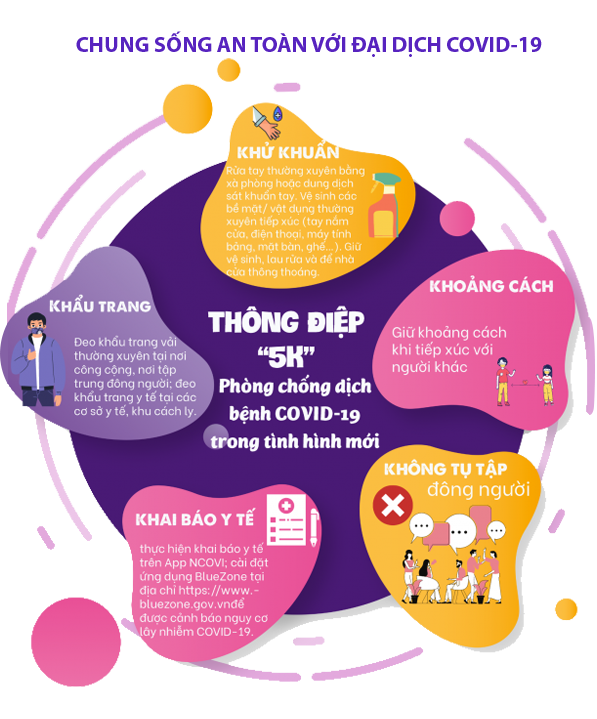 CHUNG SỐNG AN TOÀN VỚI ĐẠI DỊCH COVID-19
KHỬ KHUẨN
Rửa tay thường xuyên bằng
xà phòng hoặc dung dịch
sát khuẩn tay. Vệ sinh các
bề mặt/ vật dụng thường
xuyên tiếp xúc (tay nắm
cửa, điện thoại, máy tính
bảng, mặt bàn, ghế...). Giữ
vệ sinh, lau rửa và để nhà
cửa thông thoáng.
KHẨU TRANG
Đeo khẩu trang vải
thường xuyên tại nơi
công cộng, nơi tập
trung đông người; đeo
khẩu trang y tế tại các
cơ sở y tế, khu cách ly.
THÔNG ĐIỆP
“5K”
Phòng chống dịch
bệnh COVID-19
trong tình hình mới
KHOẢNG CÁCH
Giữ khoảng cách
khi tiếp xúc với
người khác
KHAI BÁO Y TẾ
thực hiện khai báo y tế
trên App NCOVI; cài đặt
ứng dụng BlueZone tại
địa chỉ https://www.-
bluezone.gov.vnđể
được cảnh báo nguy cơ
lây nhiễm COVID-19.
KHÔNG TỤ TẬP
đông người